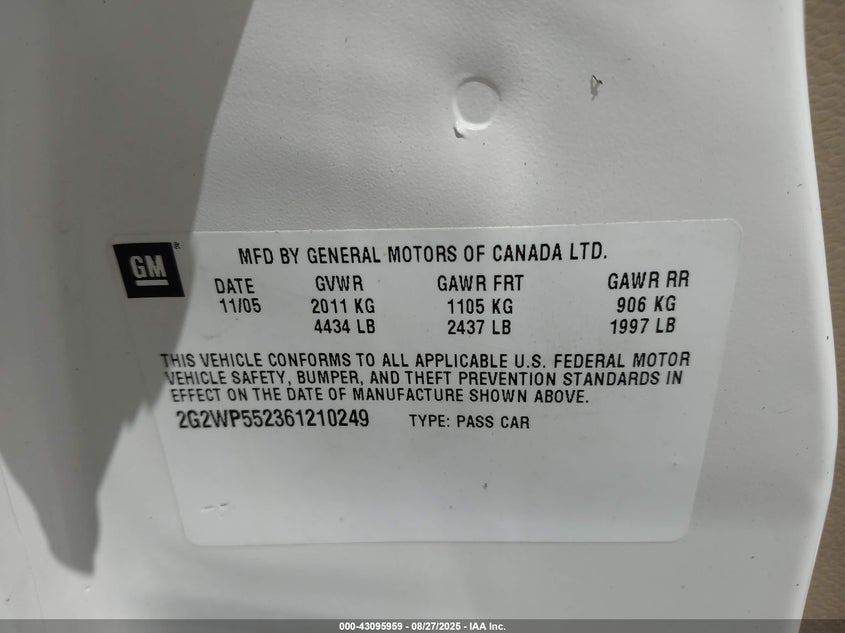 GM
MFD BY GENERAL MOTORS OF CANADA LTD.
DATE GVWR GAWR FRT GAWR RR
11/05 2011 KG 1105 KG 906 KG
4434 LB 2437 LB 1997 LB
THIS VEHICLE CONFORMS TO ALL APPLICABLE U.S. FEDERAL MOTOR
VEHICLE SAFETY, BUMPER, AND THEFT PREVENTION STANDARDS IN
EFFECT ON THE DATE OF MANUFACTURE SHOWN ABOVE.
2G2WP552361210249 TYPE: PASS CAR
000-43095959 - 08/27/2025 - IAA Inc.